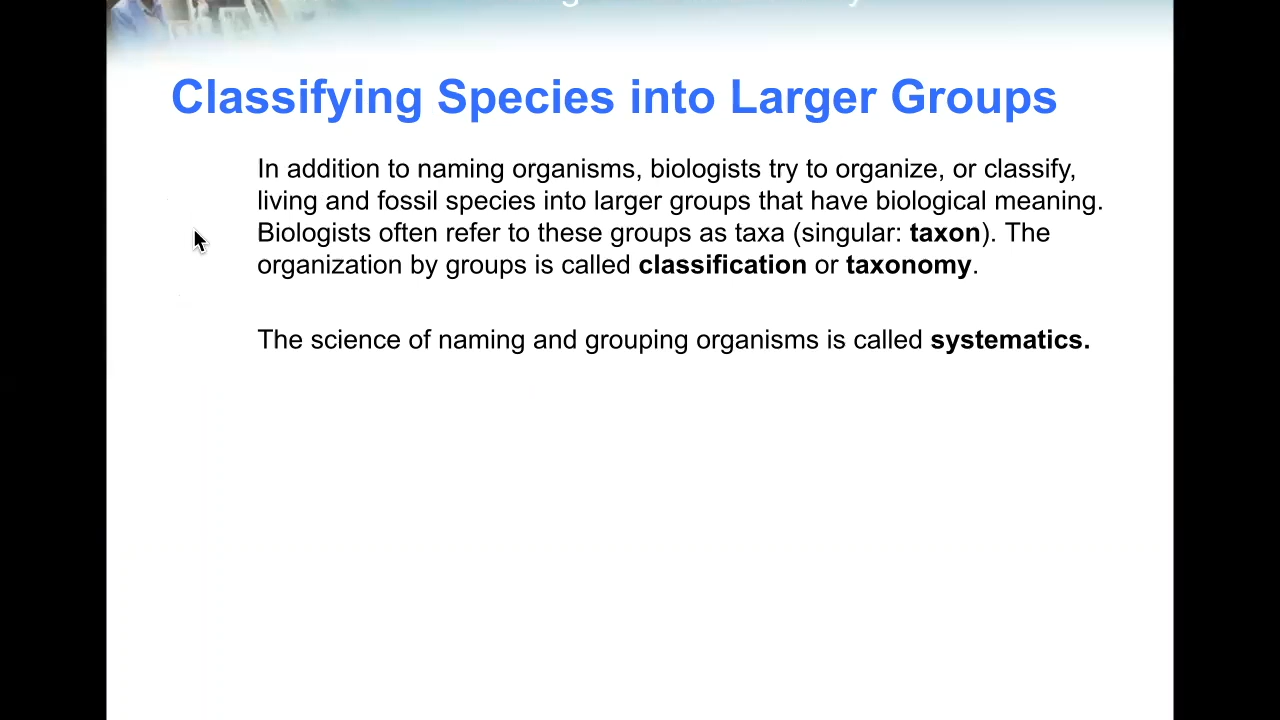 Classifying Species into Larger Groups
In addition to naming organisms, biologists try to organize, or classify,
living and fossil species into larger groups that have biological meaning.
Biologists often refer to these groups as taxa (singular: taxon). The
organization by groups is called classification or taxonomy.
The science of naming and grouping organisms is called systematics.